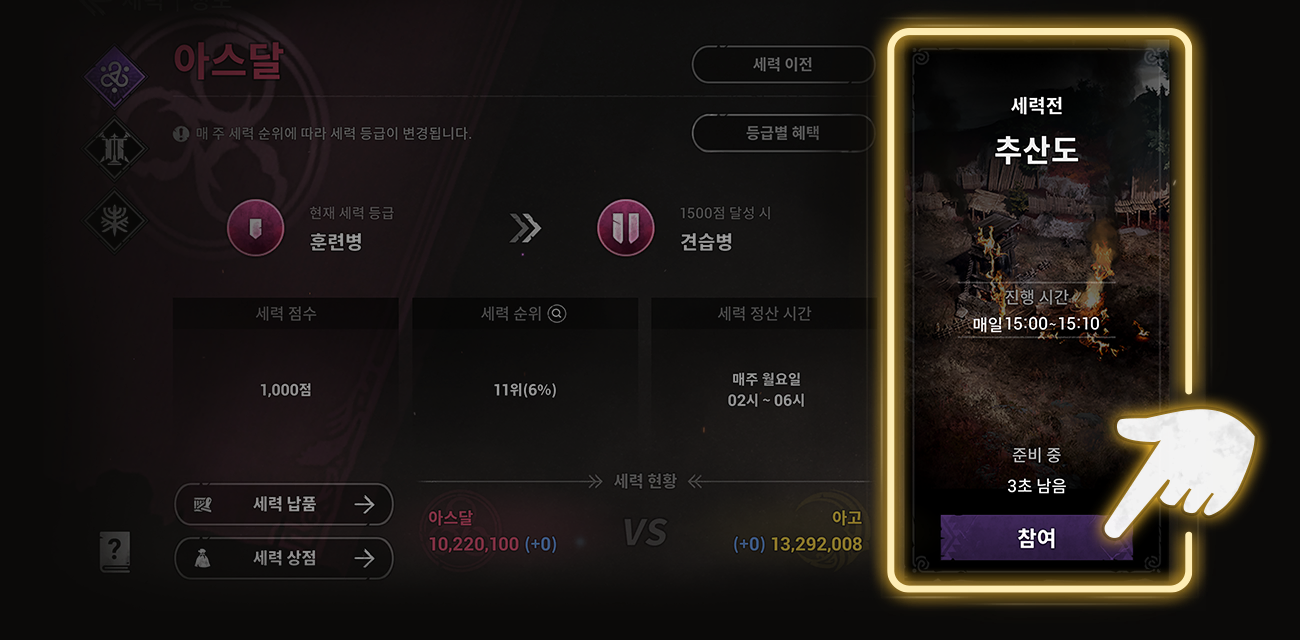 아스달
세력 이전
매 주 세력 순위에 따라 세력 등급이 변경됩니다.
등급별 혜택
현재 세력 등급
훈련병
1500점 달성 시
견습병
세력 점수
1,000점
세력 순위
11위(6%)
세력 정산 시간
매주 월요일
02시 ~ 06시
세력 납품
세력 상점
세력 현황
아스달
10,220,100 (+0)
VS
아고
(+0) 13,292,008
세력전
추산도
진행 시간
매일15:00~15:10
준비 중
3초 남음
참여